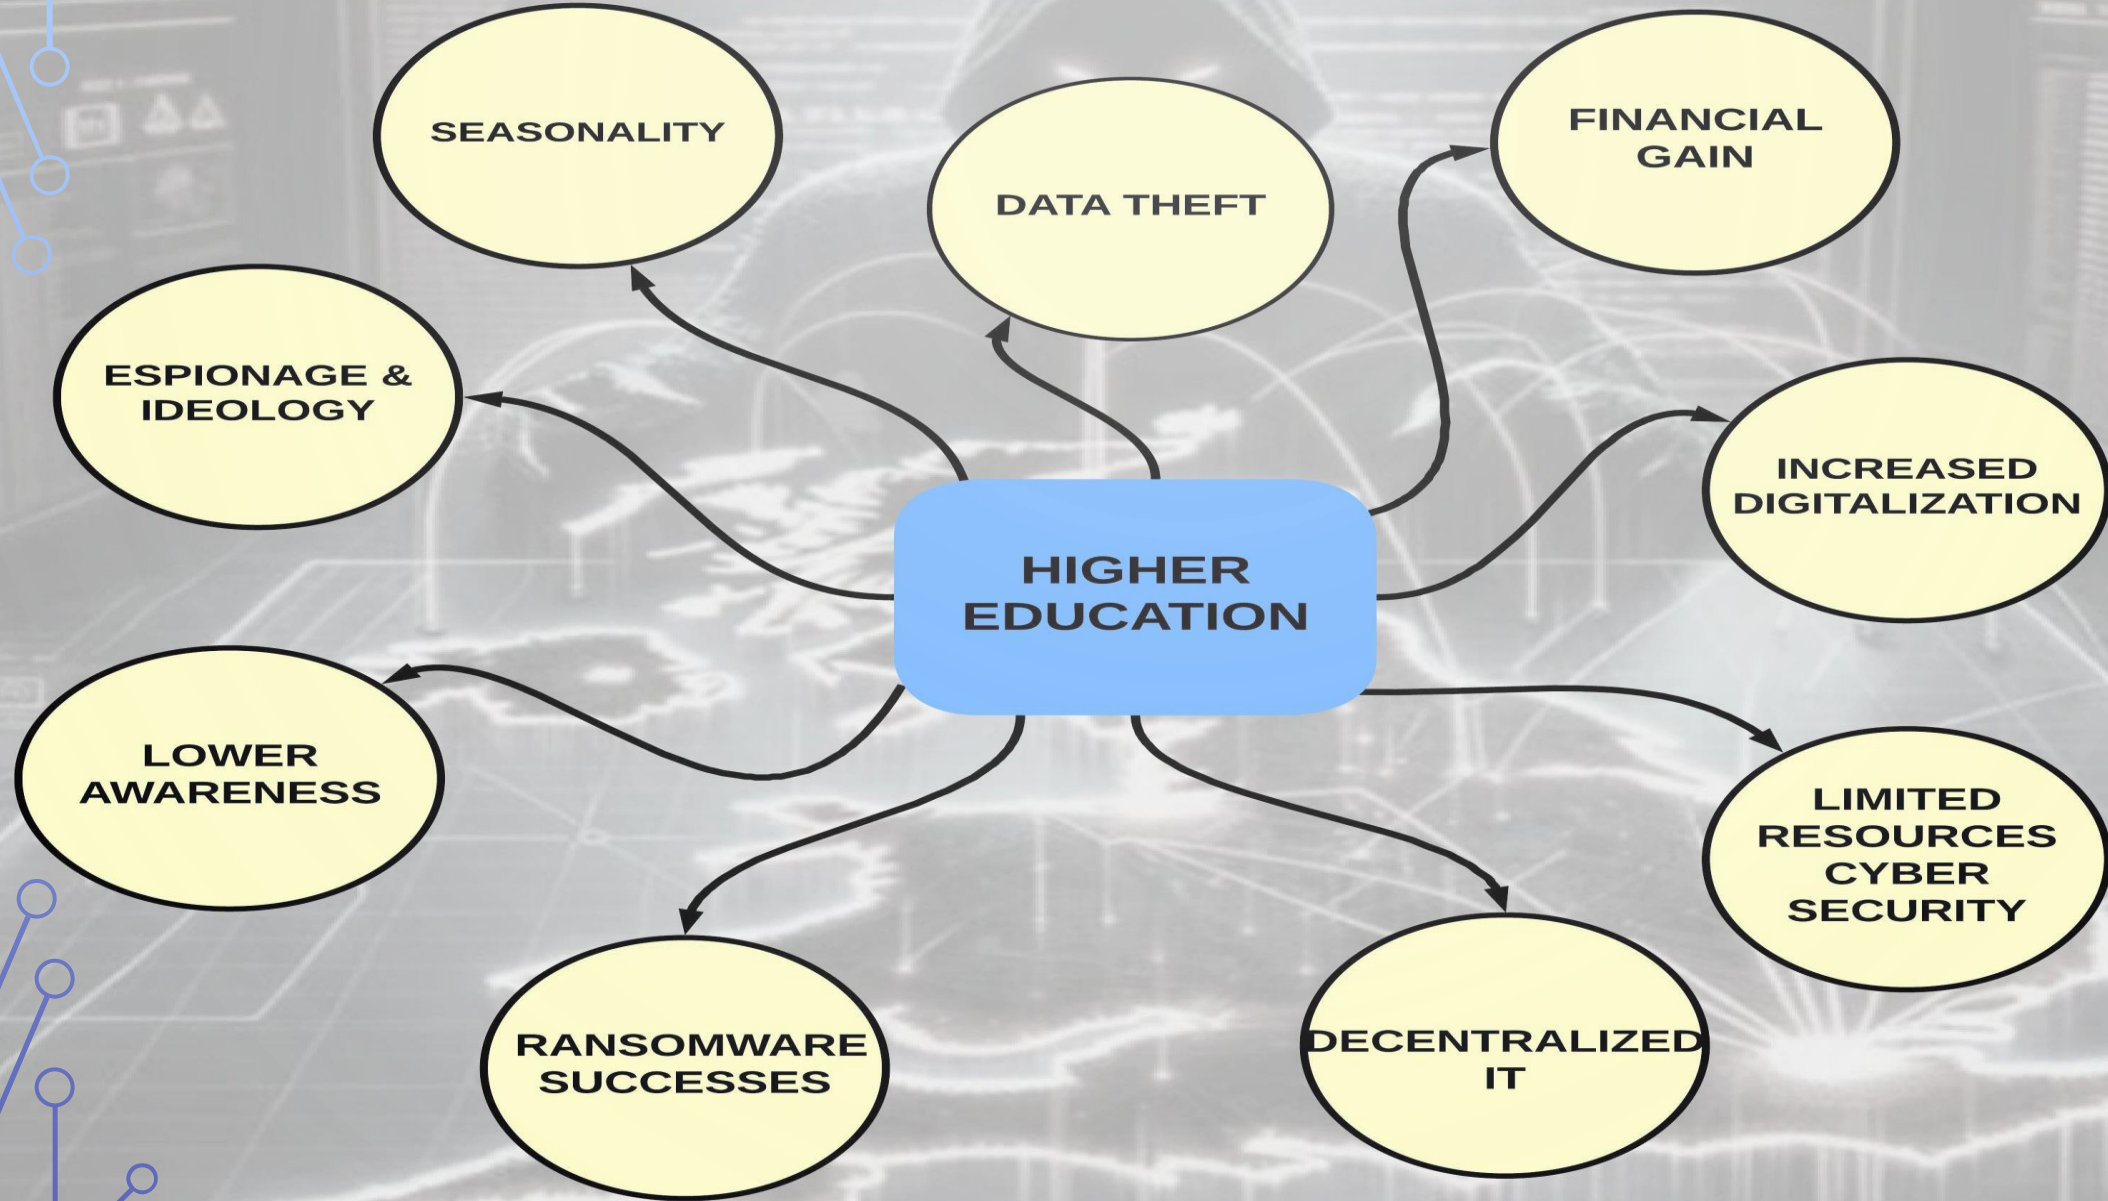 SEASONALITY
DATA THEFT
FINANCIAL
GAIN
ESPIONAGE &
IDEOLOGY
INCREASED
DIGITALIZATION
HIGHER
EDUCATION
LOWER
AWARENESS
LIMITED
RESOURCES
CYBER
SECURITY
RANSOMWARE
SUCCESSES
DECENTRALIZED
IT